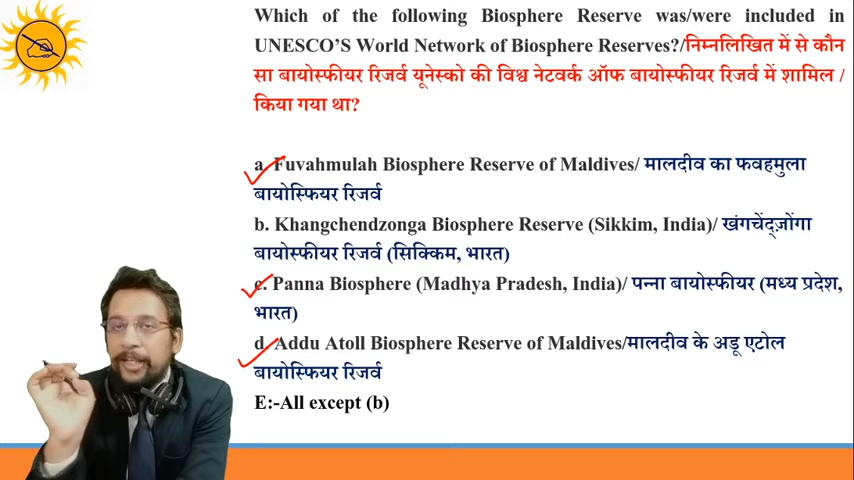 Which of the following Biosphere Reserve was/were included in
UNESCO'S World Network of Biosphere Reserves?/निम्नलिखित में से कौन
सा बायोस्फीयर रिजर्व यूनेस्को की विश्व नेटवर्क ऑफ बायोस्फीयर रिजर्व में शामिल /
किया गया था?
a. Fuvahmulah Biosphere Reserve of Maldives/ मालदीव का फवहमुला
बायोस्फियर रिजर्व
b. Khangchendzonga Biosphere Reserve (Sikkim, India)/ खंगचेंद्ज़ोंगा
बायोस्फीयर रिजर्व (सिक्किम, भारत)
c. Panna Biosphere (Madhya Pradesh, India)/ पन्ना बायोस्फीयर (मध्य प्रदेश,
भारत)
d. Addu Atoll Biosphere Reserve of Maldives/मालदीव के अडू एटोल
बायोस्फियर रिजर्व
E:-All except (b)